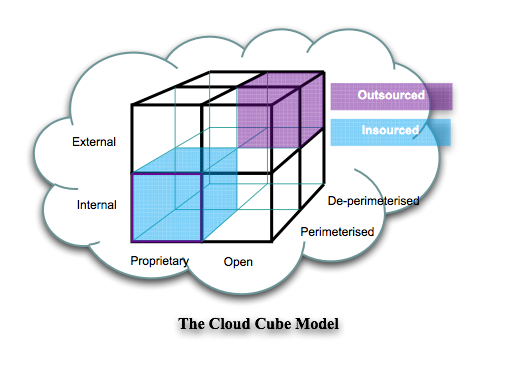 Outsourced
Insourced
External
Internal
De-perimeterised
Perimeterised
Proprietary
Open
The Cloud Cube Model